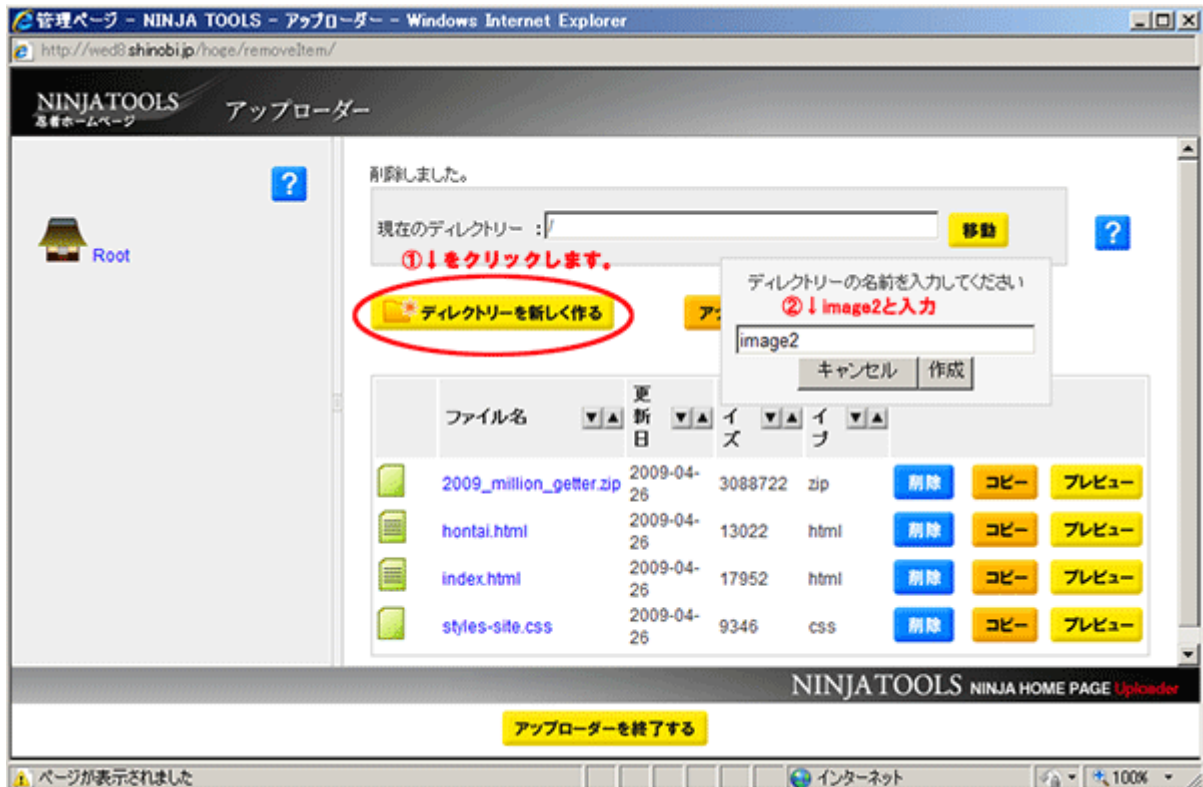 管理ページ - NINJA TOOLS - アップローダー - Windows Internet Explorer
http://wed8.shinobi.jp/hoge/removeItem/
NINJATOOLS アップローダー
忍者ホームページ
?
Root
削除しました。
現在のディレクトリー : / 移動
?
①↓をクリックします。
ディレクトリーを新しく作る
ディレクトリーの名前を入力してください
②↓image2と入力
image2
キャンセル 作成
ファイル名 ▼▲ 更新日 ▼▲ イズ ▼▲ イプ ▼▲
2009_million_getter.zip 2009-04-26 3088722 zip 削除 コピー プレビュー
hontai.html 2009-04-26 13022 html 削除 コピー プレビュー
index.html 2009-04-26 17952 html 削除 コピー プレビュー
styles-site.css 2009-04-26 9346 css 削除 コピー プレビュー
NINJATOOLS NINJA HOME PAGE Uploader
アップローダーを終了する
ページが表示されました インターネット 100%